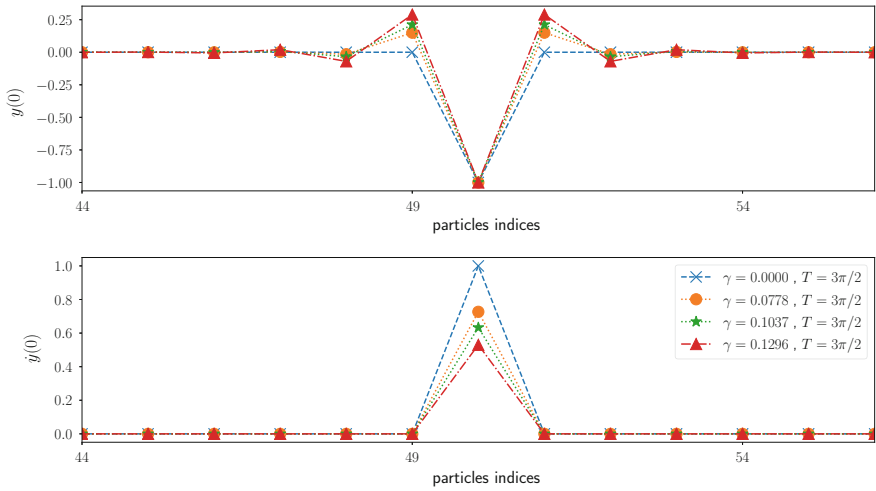 0.25
0.00
−0.25
−0.50
−0.75
−1.00
y(0)
44
49
54
particles indices
1.0
0.8
0.6
0.4
0.2
0.0
ẏ(0)
γ = 0.0000 , T = 3π/2
γ = 0.0778 , T = 3π/2
γ = 0.1037 , T = 3π/2
γ = 0.1296 , T = 3π/2
44
49
54
particles indices